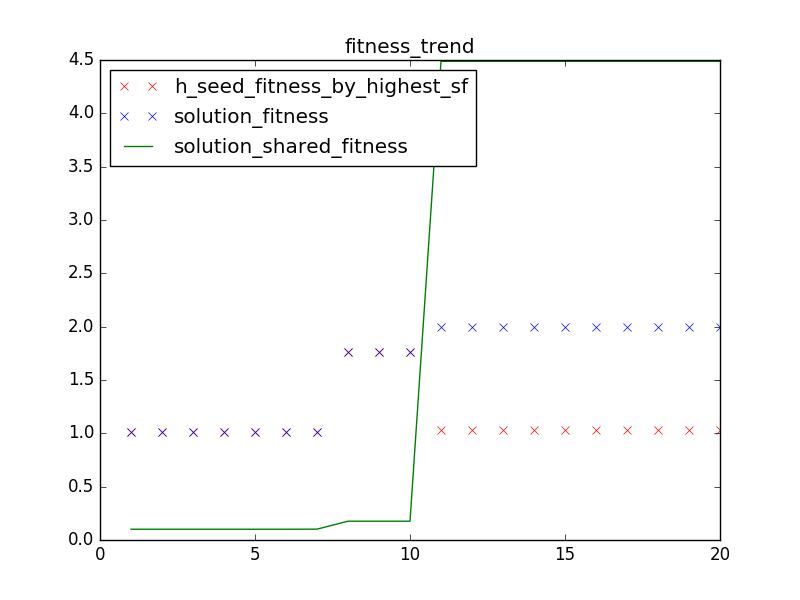 fitness_trend
h_seed_fitness_by_highest_sf
solution_fitness
solution_shared_fitness
4.5
4.0
3.5
3.0
2.5
2.0
1.5
1.0
0.5
0.0
0 5 10 15 20